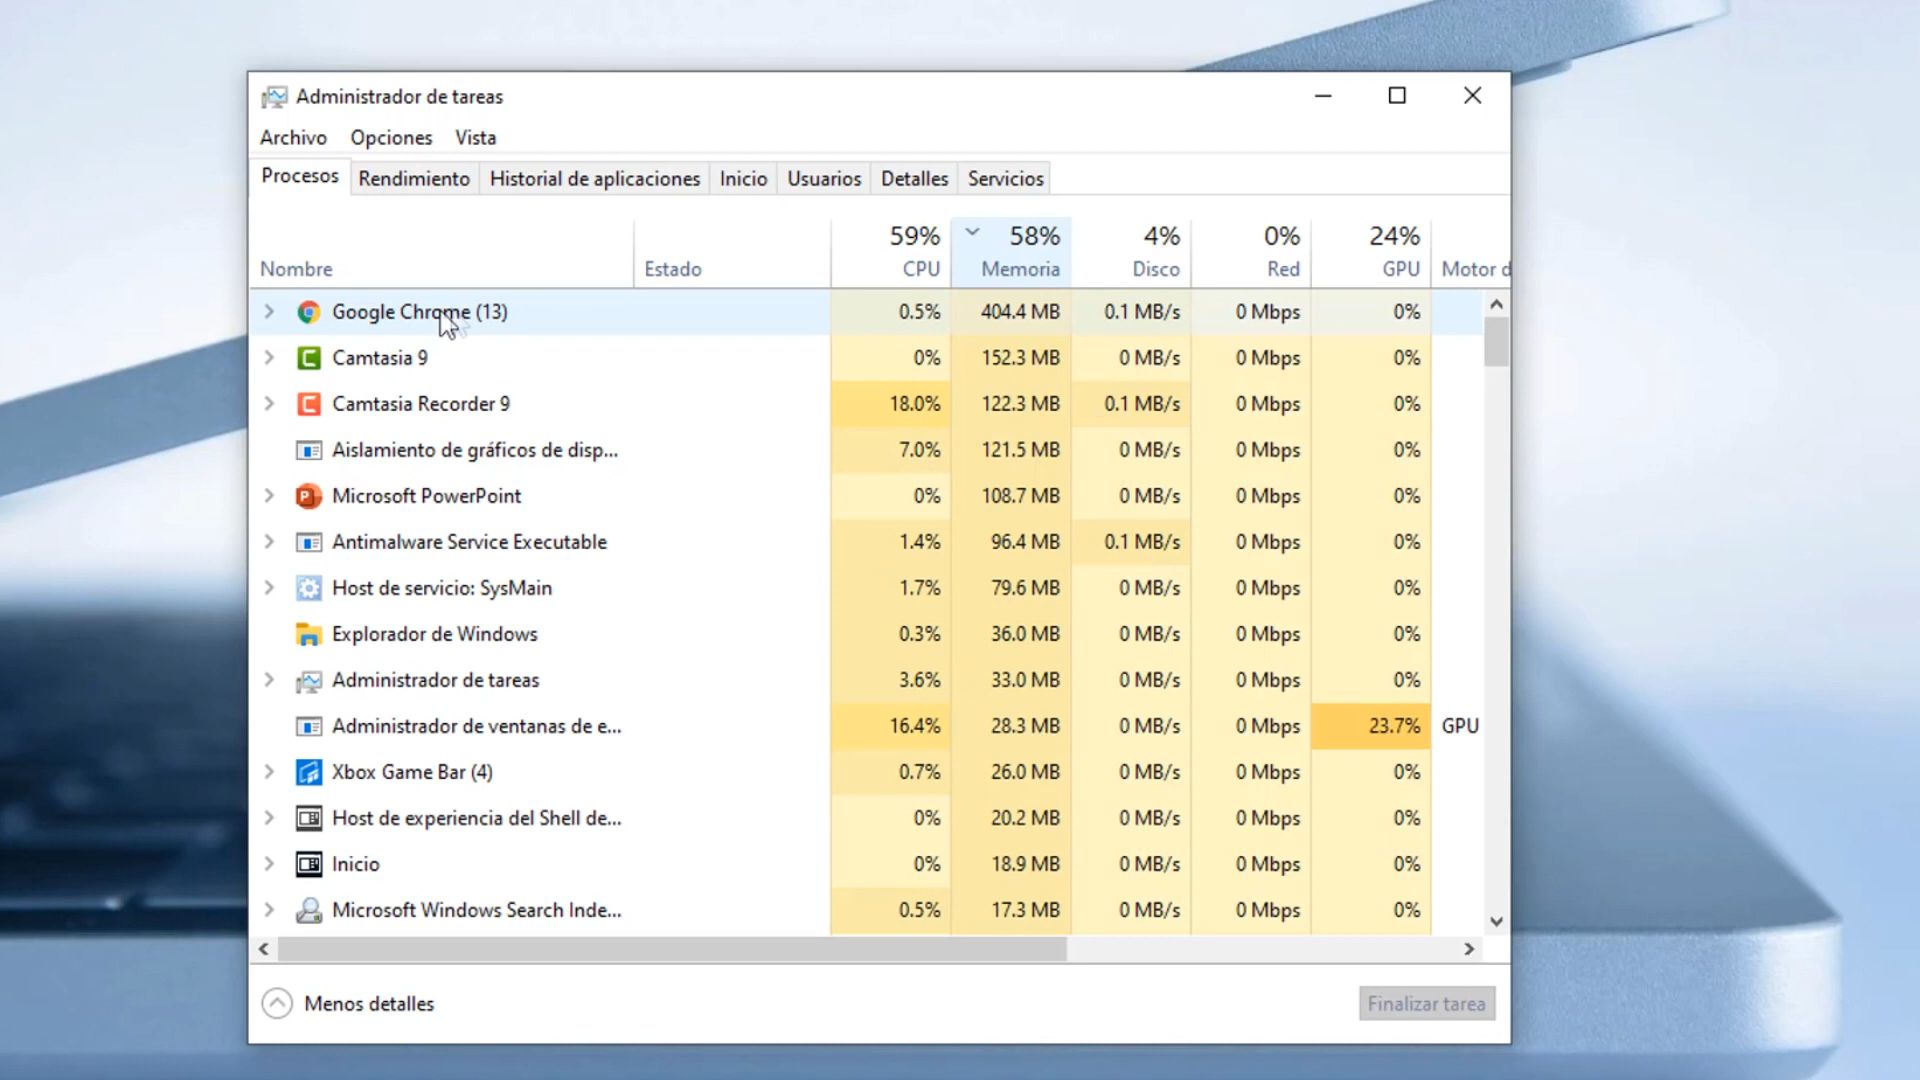 Administrador de tareas
Archivo Opciones Vista
Procesos Rendimiento Historial de aplicaciones Inicio Usuarios Detalles Servicios
59% 58% 4% 0% 24%
Nombre Estado CPU Memoria Disco Red GPU Motor d
Google Chrome (13) 0.5% 404.4 MB 0.1 MB/s 0 Mbps 0%
Camtasia 9 0% 152.3 MB 0 MB/s 0 Mbps 0%
Camtasia Recorder 9 18.0% 122.3 MB 0.1 MB/s 0 Mbps 0%
Aislamiento de gráficos de disp... 7.0% 121.5 MB 0 MB/s 0 Mbps 0%
Microsoft PowerPoint 0% 108.7 MB 0 MB/s 0 Mbps 0%
Antimalware Service Executable 1.4% 96.4 MB 0.1 MB/s 0 Mbps 0%
Host de servicio: SysMain 1.7% 79.6 MB 0 MB/s 0 Mbps 0%
Explorador de Windows 0.3% 36.0 MB 0 MB/s 0 Mbps 0%
Administrador de tareas 3.6% 33.0 MB 0 MB/s 0 Mbps 0%
Administrador de ventanas de e... 16.4% 28.3 MB 0 MB/s 0 Mbps 23.7% GPU
Xbox Game Bar (4) 0.7% 26.0 MB 0 MB/s 0 Mbps 0%
Host de experiencia del Shell de... 0% 20.2 MB 0 MB/s 0 Mbps 0%
Inicio 0% 18.9 MB 0 MB/s 0 Mbps 0%
Microsoft Windows Search Inde... 0.5% 17.3 MB 0 MB/s 0 Mbps 0%
Menos detalles Finalizar tarea